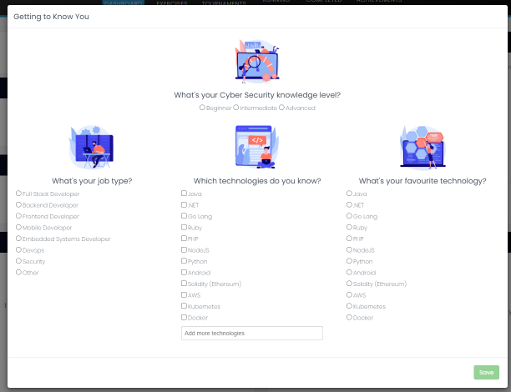 DASHBOARD EXERCISES TOURNAMENTS
Getting to Know You
What's your Cyber Security knowledge level?
Beginner Intermediate Advanced
What's your job type?
Full Stack Developer
Backend Developer
Frontend Developer
Mobile Developer
Embedded Systems Developer
Devops
Security
Other
Which technologies do you know?
Java
.NET
Go Lang
Ruby
PHP
NodeJS
Python
Android
Solidity (Ethereum)
AWS
Kubernetes
Docker
Add more technologies
What's your favourite technology?
Java
.NET
Go Lang
Ruby
PHP
NodeJS
Python
Android
Solidity (Ethereum)
AWS
Kubernetes
Docker
Save